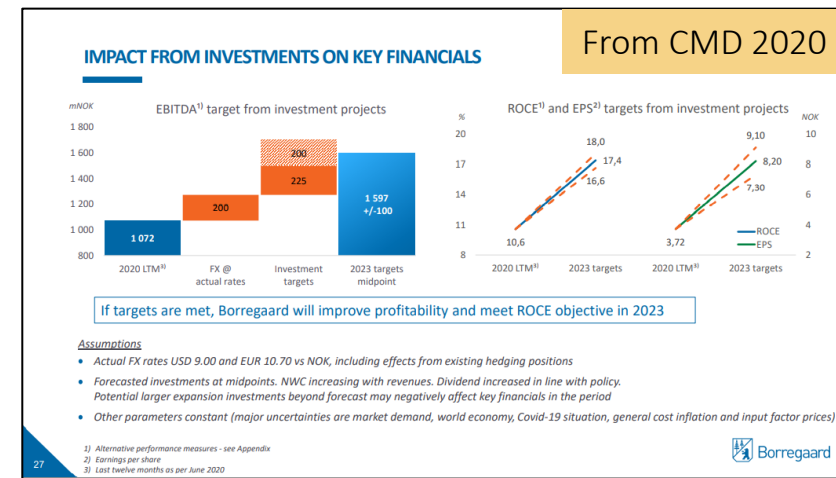 From CMD 2020
IMPACT FROM INVESTMENTS ON KEY FINANCIALS
mNOK
EBITDA¹⁾ target from investment projects
1 800
1 600
1 400
1 200
1 000
800
1 072
200
200
225
1 597
+/-100
2020 LTM³⁾
FX @
actual rates
Investment
targets
2023 targets
midpoint
ROCE¹⁾ and EPS²⁾ targets from investment projects
%
NOK
20
17
14
11
8
10
8
6
4
2
18,0
17,4
16,6
10,6
9,10
8,20
7,30
3,72
ROCE
EPS
2020 LTM³⁾
2023 targets
2020 LTM³⁾
2023 targets
If targets are met, Borregaard will improve profitability and meet ROCE objective in 2023
Assumptions
• Actual FX rates USD 9.00 and EUR 10.70 vs NOK, including effects from existing hedging positions
• Forecasted investments at midpoints. NWC increasing with revenues. Dividend increased in line with policy.
Potential larger expansion investments beyond forecast may negatively affect key financials in the period
• Other parameters constant (major uncertainties are market demand, world economy, Covid-19 situation, general cost inflation and input factor prices)
1) Alternative performance measures - see Appendix
2) Earnings per share
3) Last twelve months as per June 2020
27
Borregaard